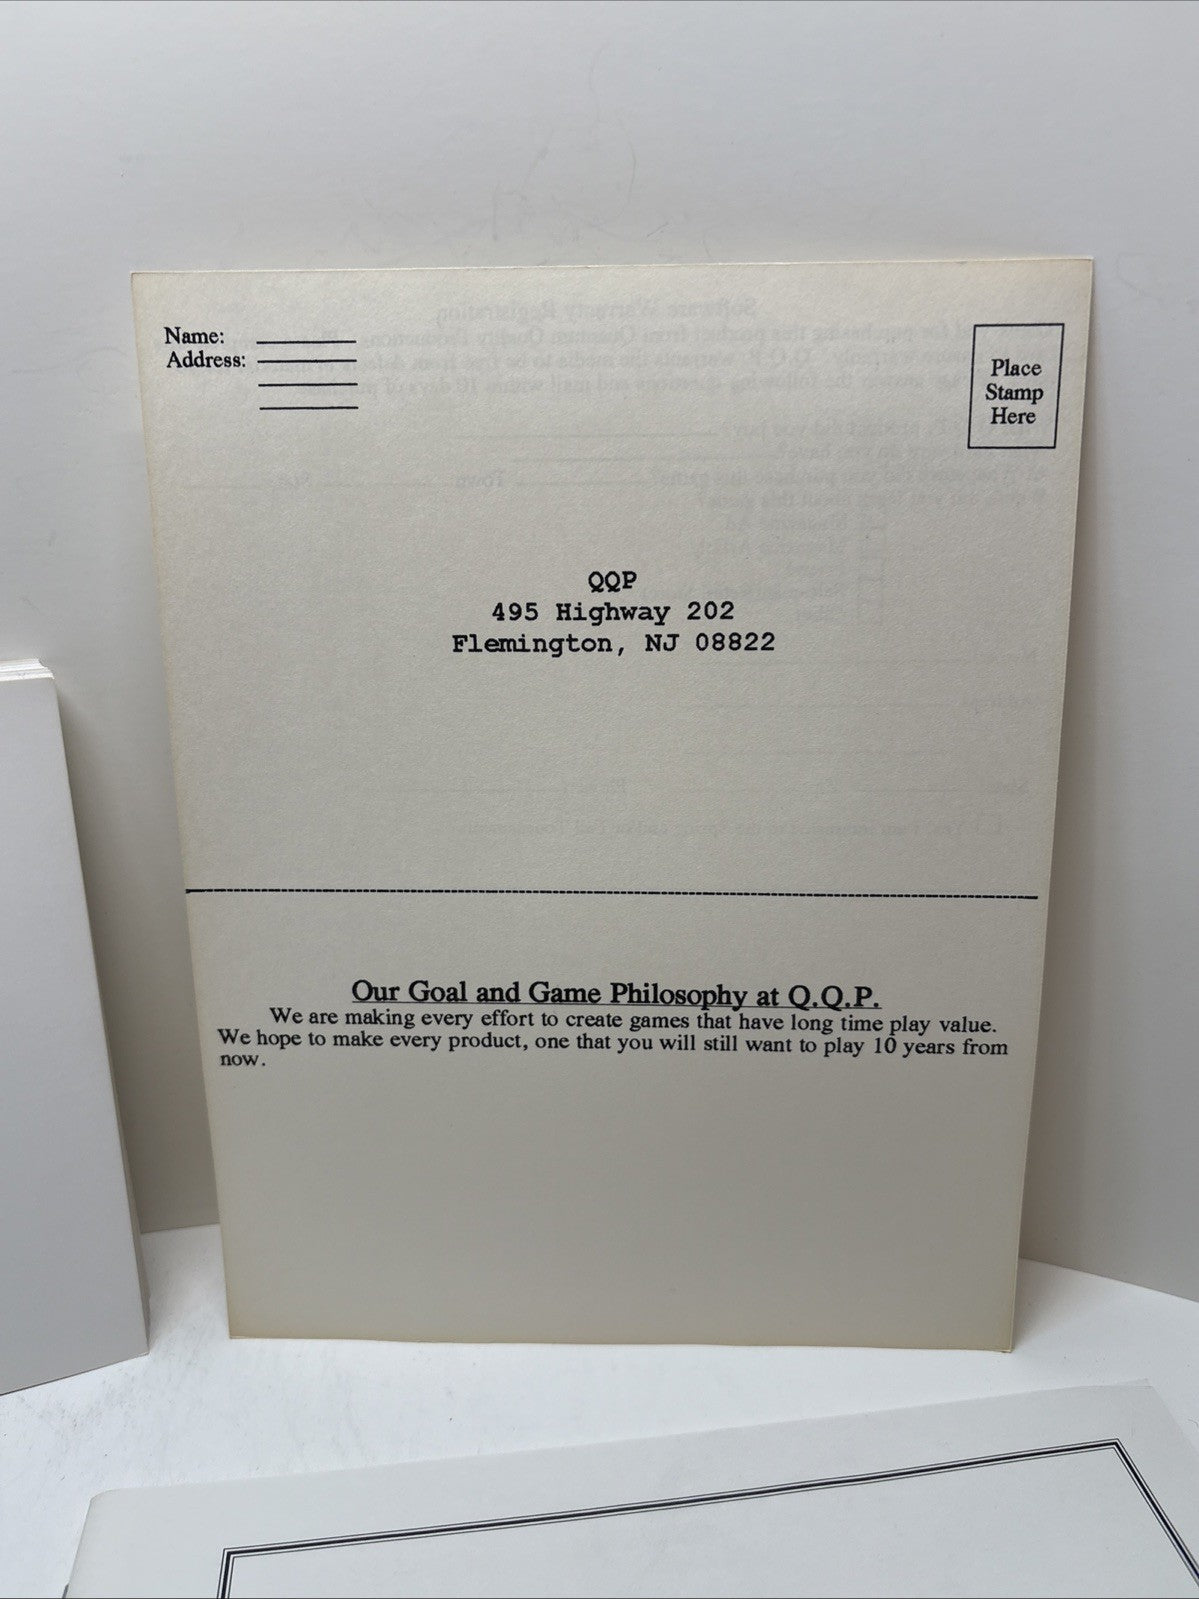 Name:
Address:
Place
Stamp
Here
QQP
495 Highway 202
Flemington, NJ 08822
Our Goal and Game Philosophy at Q.Q.P.
We are making every effort to create games that have long time play value.
We hope to make every product, one that you will still want to play 10 years from
now.